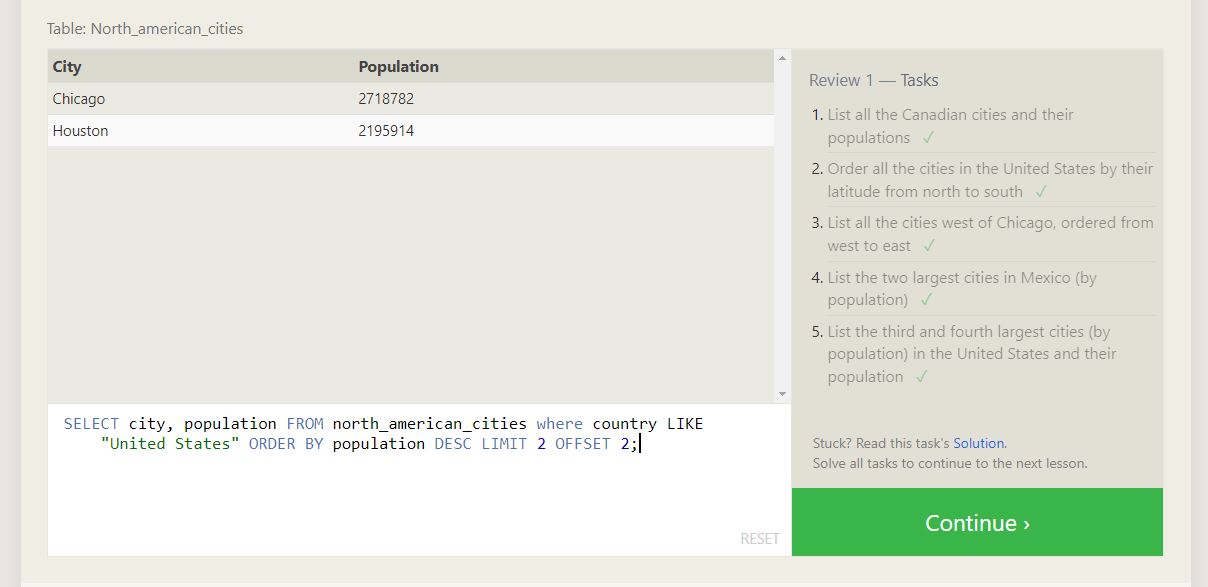 Table: North_american_cities
City Population
Chicago 2718782
Houston 2195914
SELECT city, population FROM north_american_cities where country LIKE
"United States" ORDER BY population DESC LIMIT 2 OFFSET 2;
RESET
Review 1 — Tasks
1. List all the Canadian cities and their
populations ✓
2. Order all the cities in the United States by their
latitude from north to south ✓
3. List all the cities west of Chicago, ordered from
west to east ✓
4. List the two largest cities in Mexico (by
population) ✓
5. List the third and fourth largest cities (by
population) in the United States and their
population ✓
Stuck? Read this task's Solution.
Solve all tasks to continue to the next lesson.
Continue ›